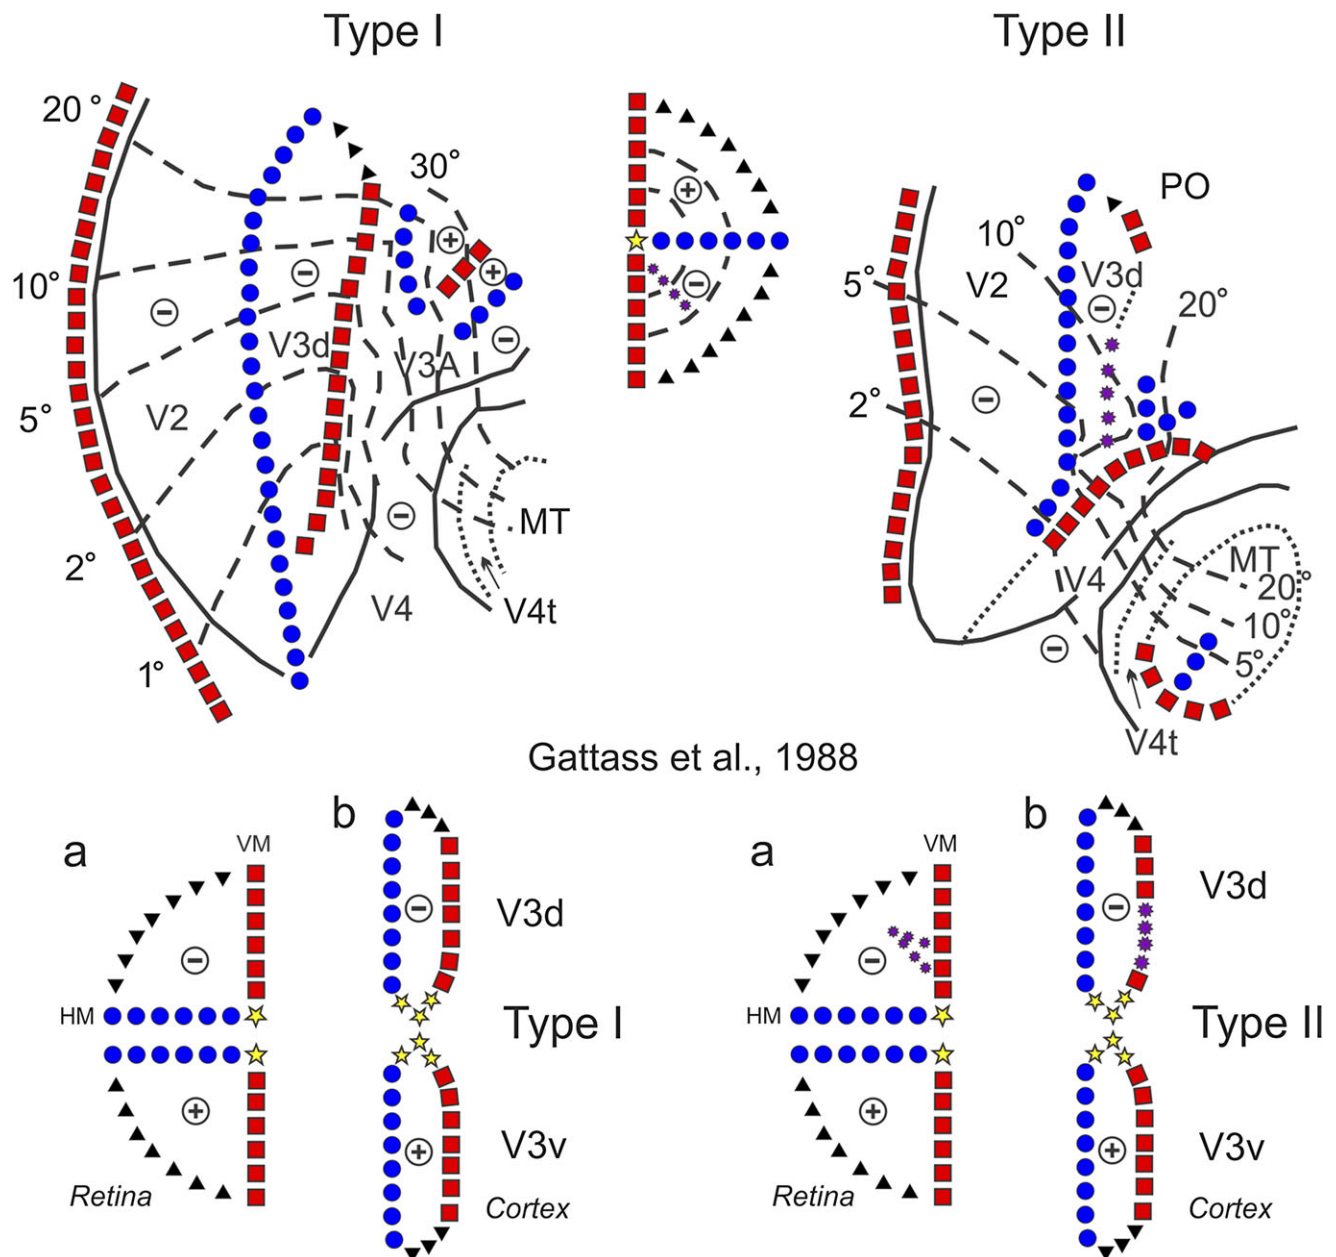 Type I
Type II
20°
30°
10°
5°
2°
1°
V3d
V2
V3A
V4
MT
V4t
+
+
−
−
−
−
+
−
PO
10°
5°
2°
20°
V2
V3d
V4
MT
20°
10°
5°
V4t
−
−
−
Gattass et al., 1988
a
b
VM
HM
−
+
−
+
V3d
Type I
V3v
Retina
Cortex
a
b
VM
HM
−
+
−
+
V3d
Type II
V3v
Retina
Cortex